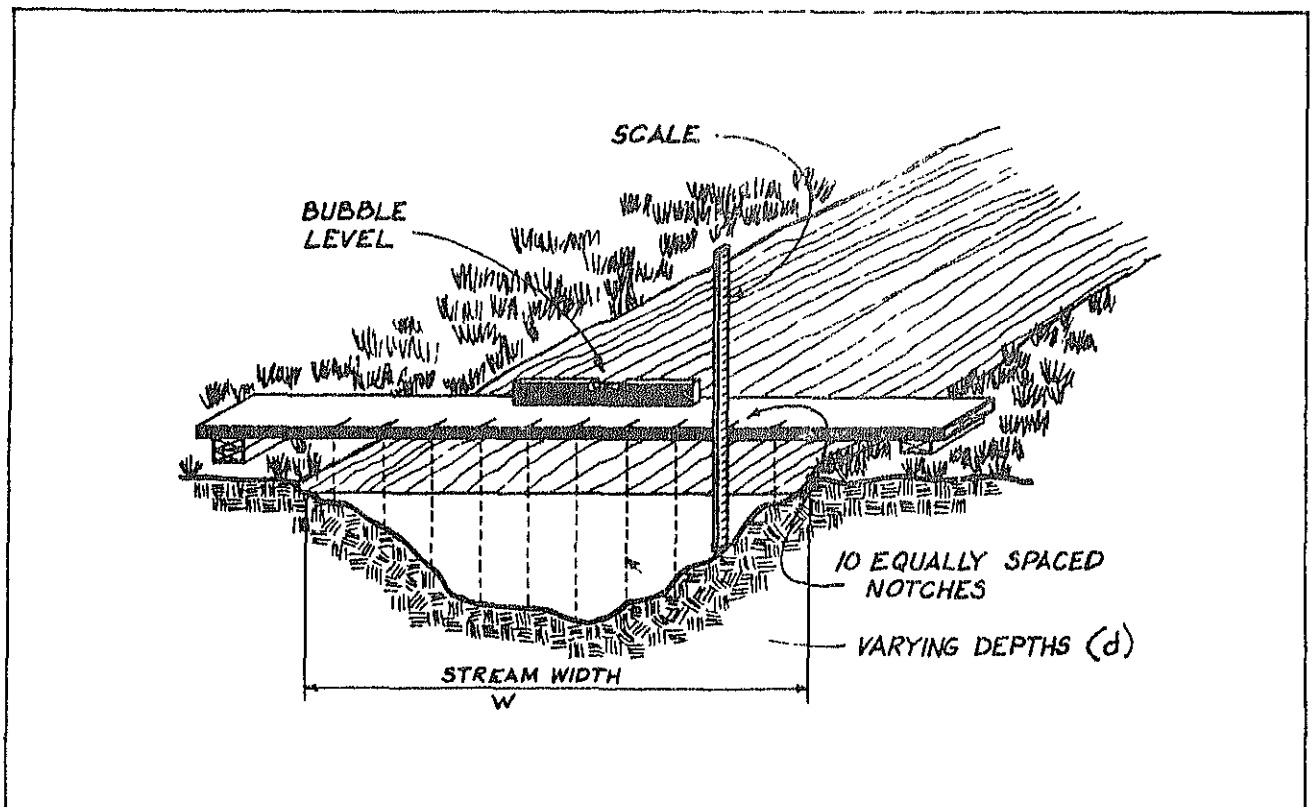 SCALE
BUBBLE
LEVEL
10 EQUALLY SPACED
NOTCHES
VARYING DEPTHS (d)
STREAM WIDTH
W